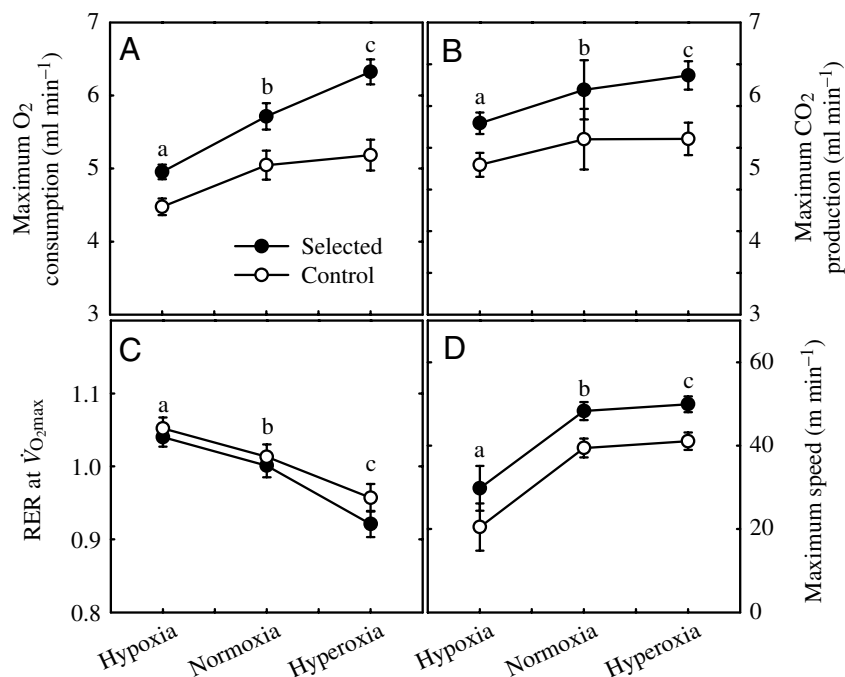 A
B
7
6
5
4
3
Maximum O2
consumption (ml min−1)
a
b
c
Selected
Control
a
b
c
7
6
5
4
3
Maximum CO2
production (ml min−1)
C
D
1.1
1.0
0.9
0.8
RER at V̇O2max
a
b
c
a
b
c
60
40
20
0
Maximum speed (m min−1)
Hypoxia
Normoxia
Hyperoxia
Hypoxia
Normoxia
Hyperoxia